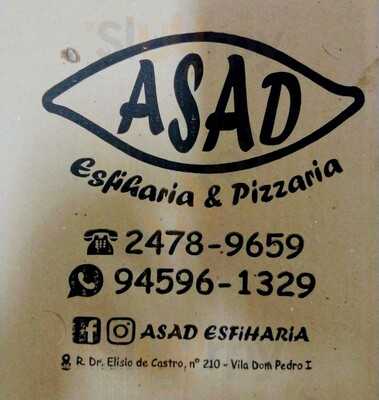 ASAD
Esfiharia & Pizzaria
2478-9659
94596-1329
ASAD ESFiHARiA
R. Dr. Elísio de Castro, nº 210 - Vila Dom Pedro I